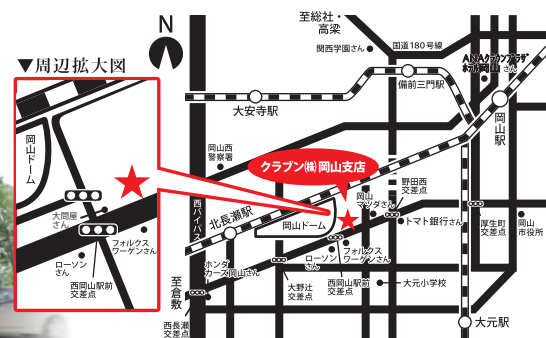 ▼周辺拡大図
岡山ドーム
大問屋
さん
フォルクス
ワーゲンさん
ローソン
さん
西岡山駅前
交差点
N
至総社・
高梁
関西学園さん
国道180号線
ANAクラウンプラザ
ホテル岡山さん
備前三門駅
大安寺駅
岡山駅
岡山西
警察署
クラブン㈱岡山支店
野田西
交差点
岡山
マツダさん
西バイパス
北長瀬駅
岡山ドーム
トマト銀行さん
厚生町
交差点
岡山
市役所
フォルクス
ワーゲンさん
ローソン
さん
ホンダ
カーズ岡山さん
至倉敷
大野辻
交差点
西岡山駅前
交差点
大元小学校
西長瀬
交差点
大元駅